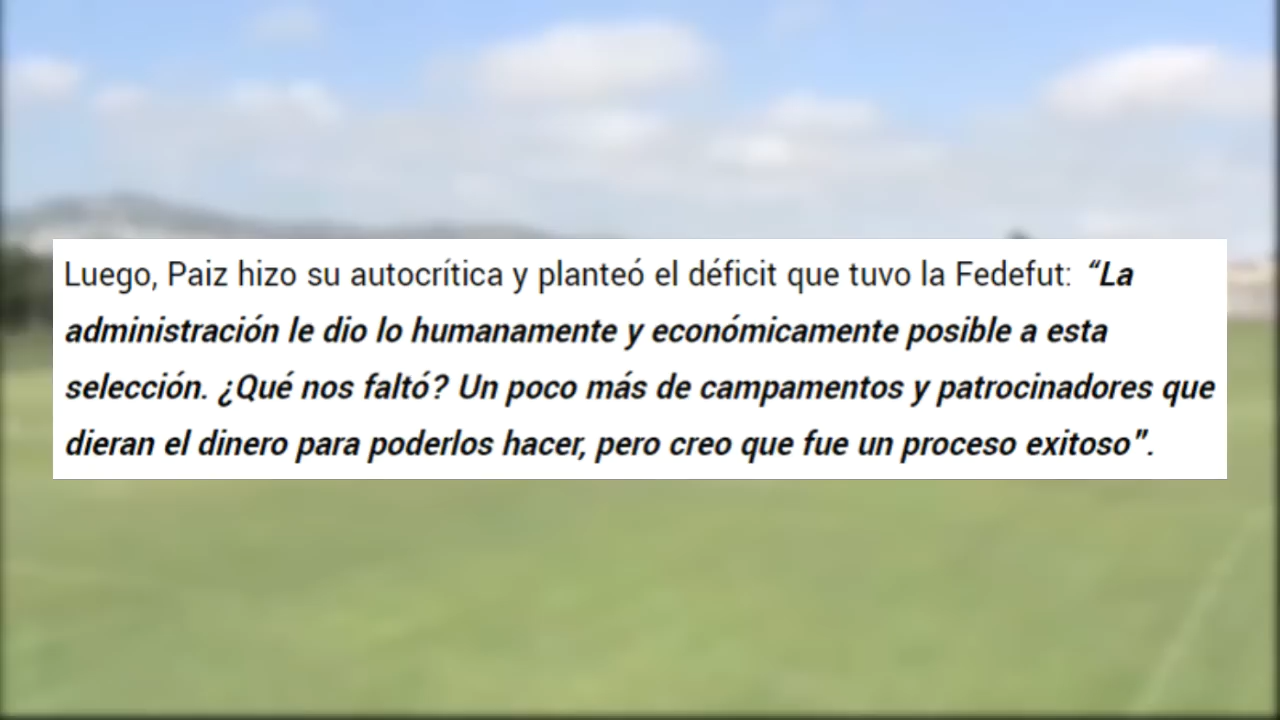 Luego, Paiz hizo su autocrítica y planteó el déficit que tuvo la Fedefut: “La
administración le dio lo humanamente y económicamente posible a esta
selección. ¿Qué nos faltó? Un poco más de campamentos y patrocinadores que
dieran el dinero para poderlos hacer, pero creo que fue un proceso exitoso”.